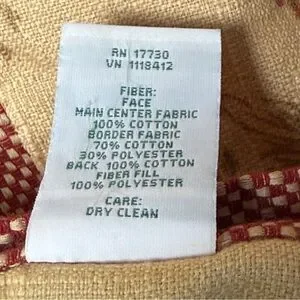 RN 17730
VN 1118412
FIBER:
FACE
MAIN CENTER FABRIC
100% COTTON
BORDER FABRIC
70% COTTON
30% POLYESTER
BACK 100% COTTON
FIBER FILL
100% POLYESTER
CARE:
DRY CLEAN